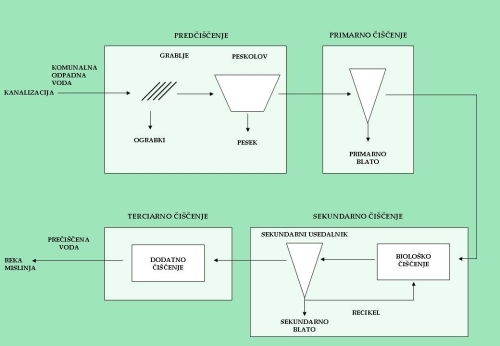 PREDČIŠČENJE
PRIMARNO ČIŠČENJE
GRABLJE
PESKOLOV
KOMUNALNA
ODPADNA
VODA
KANALIZACIJA
OGRABKI
PESEK
PRIMARNO
BLATO
TERCIARNO ČIŠČENJE
SEKUNDARNO ČIŠČENJE
SEKUNDARNI USEDALNIK
PREČIŠČENA
VODA
REKA
MISLINJA
DODATNO
ČIŠČENJE
BIOLOŠKO
ČIŠČENJE
RECIKEL
SEKUNDARNO
BLATO